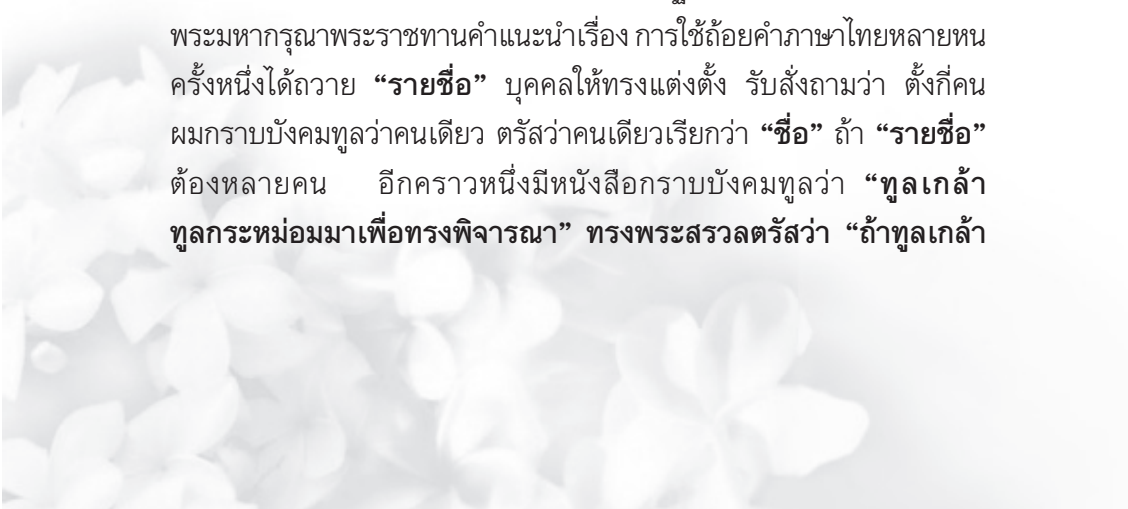 พระมหากรุณาพระราชทานคำแนะนำเรื่อง การใช้ถ้อยคำภาษาไทยหลายหน
ครั้งหนึ่งได้ถวาย “รายชื่อ” บุคคลให้ทรงแต่งตั้ง รับสั่งถามว่า ตั้งกี่คน
ผมกราบบังคมทูลว่าคนเดียว ตรัสว่าคนเดียวเรียกว่า “ชื่อ” ถ้า “รายชื่อ”
ต้องหลายคน อีกคราวหนึ่งมีหนังสือกราบบังคมทูลว่า “ทูลเกล้า
ทูลกระหม่อมมาเพื่อทรงพิจารณา” ทรงพระสรวลตรัสว่า “ถ้าทูลเกล้า